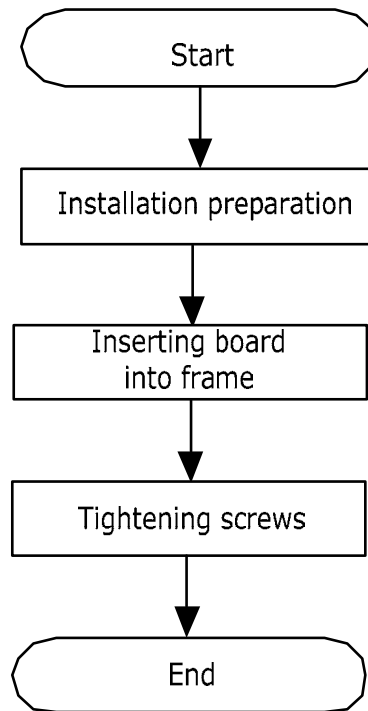 Start
Installation preparation
Inserting board
into frame
Tightening screws
End